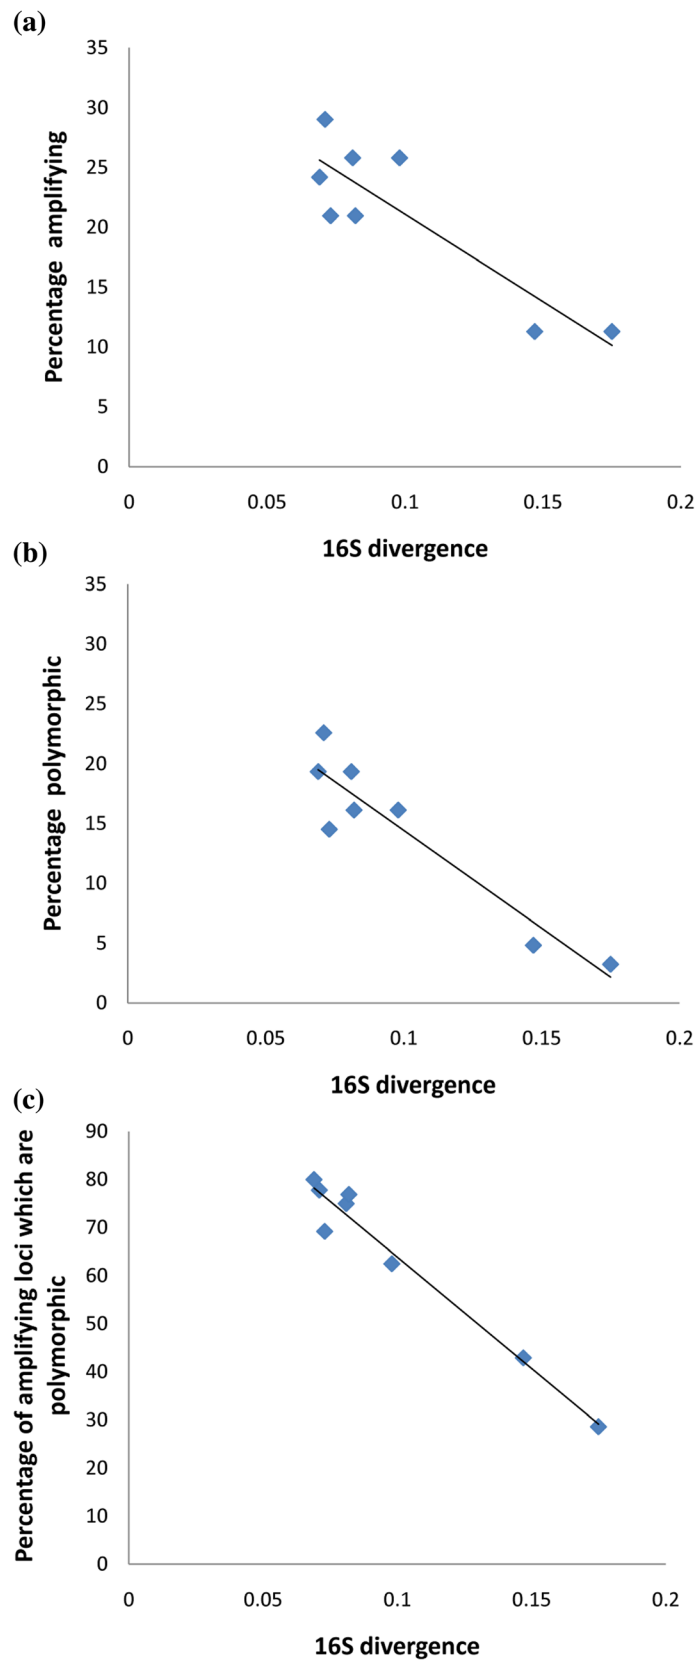 (a)
35
30
25
20
15
10
5
0
Percentage amplifying
0 0.05 0.1 0.15 0.2
16S divergence
(b)
35
30
25
20
15
10
5
0
Percentage polymorphic
0 0.05 0.1 0.15 0.2
16S divergence
(c)
90
80
70
60
50
40
30
20
10
0
Percentage of amplifying loci which are
polymorphic
0 0.05 0.1 0.15 0.2
16S divergence